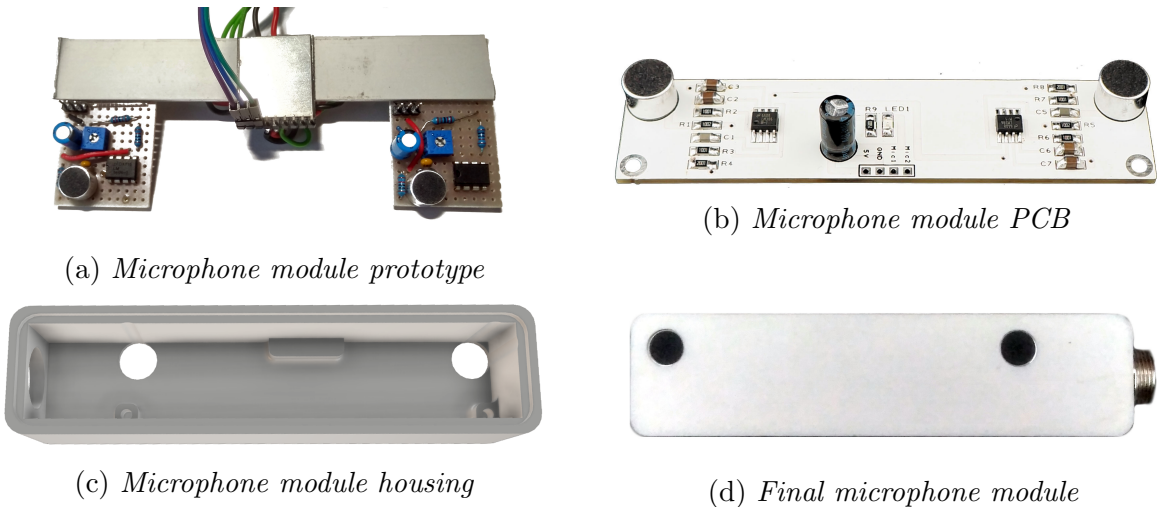 C3
C2
R2
R1
C1
R3
R4
R9 LED1
5V
GND
Mic1
Mic2
R8
R7
C5
R5
R6
C6
C7
(a) Microphone module prototype
(b) Microphone module PCB
(c) Microphone module housing
(d) Final microphone module